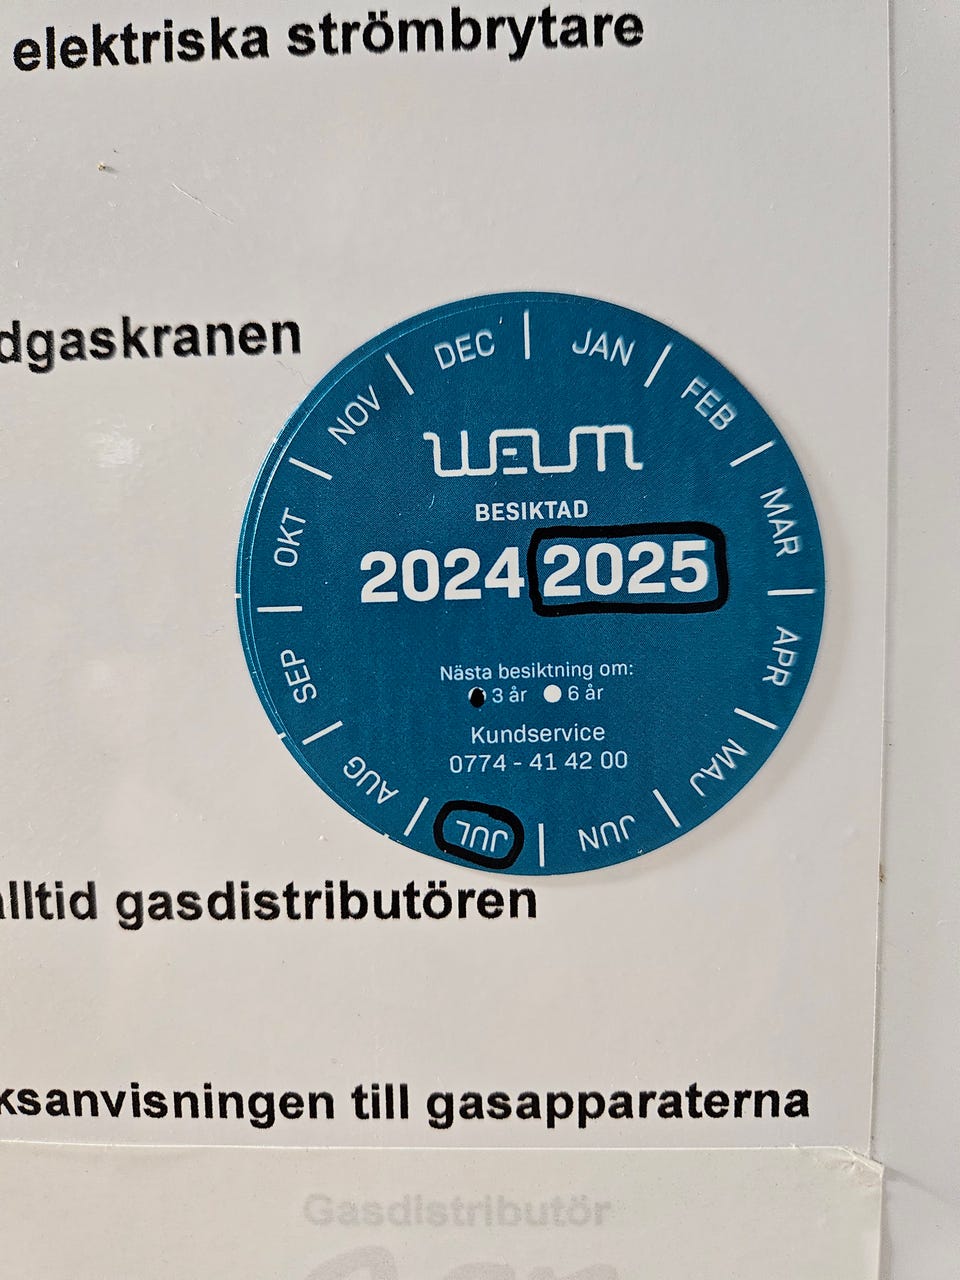 elektriska strömbrytare
dgaskranen
JAN
FEB
MAR
APR
MAJ
JUN
JUL
AUG
SEP
OKT
NOV
DEC
WEUM
BESIKTAD
2024 2025
Nästa besiktning om:
3 år 6 år
Kundservice
0774 - 41 42 00
alltid gasdistributören
ksanvisningen till gasapparaterna
Gasdistributör